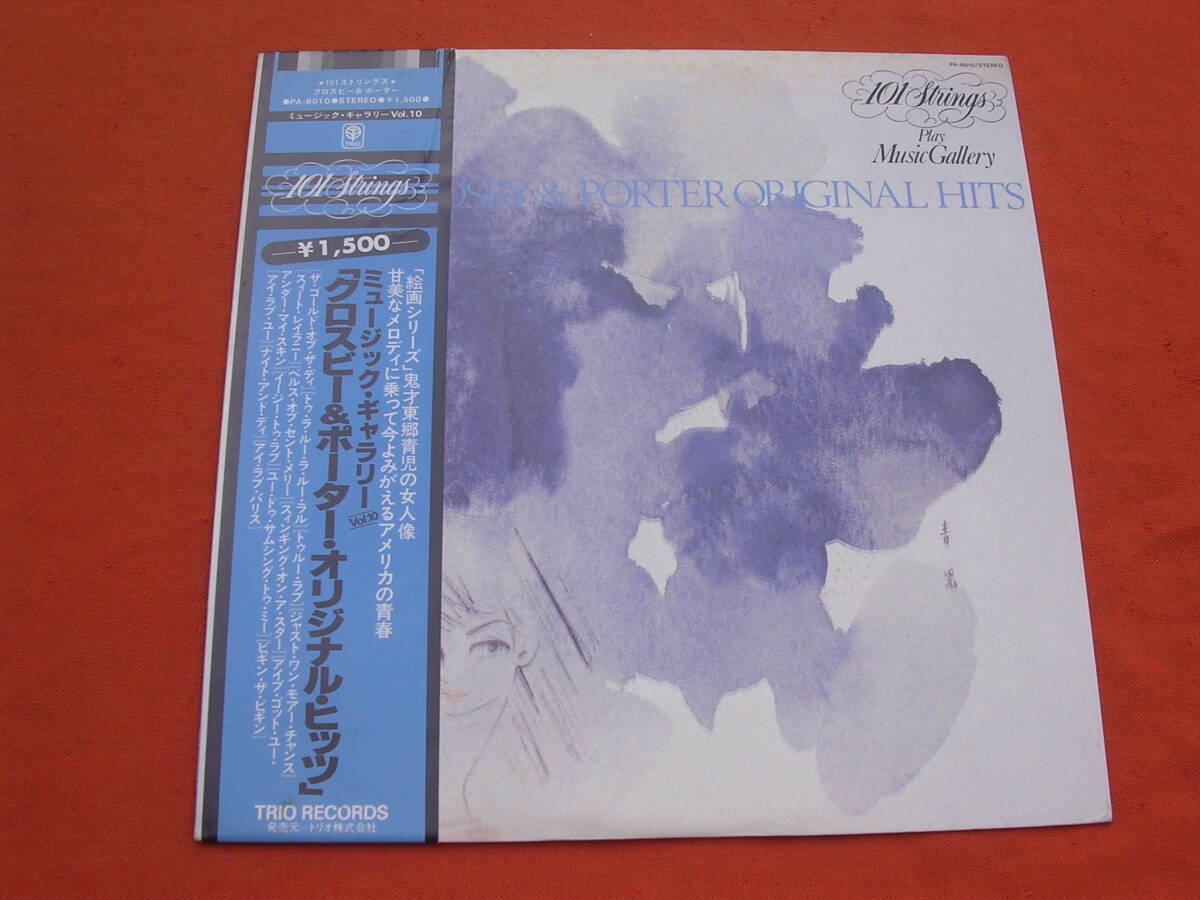 ★101ストリングス★
クロスビー&ポーター
●PA-8010●STEREO●¥1,500●
ミュージック・ギャラリーVol.10
TRIO
101 Strings
¥1,500
「絵画シリーズ」鬼才東郷青児の女人像
甘美なメロディに乗って今よみがえるアメリカの青春
ミュージック・ギャラリー Vol.10
「クロスビー&ポーター・オリジナル・ヒッツ」
「ザ・ゴールド・オブ・ザ・デイ」「トゥ・ラ・ルー・ラ・ルー・ラル」「トゥルー・ラブ」「ジャスト・ワン・モアー・チャンス」
「スィート・レイラニー」「ベルス・オブ・セント・メリー」「スィンギング・オン・ア・スター」「アイブ・ゴット・ユー・
アンダー・マイ・スキン」「イージー・トゥ・ラブ」「ユー・ドゥ・サムシング・トゥ・ミー」「ビギン・ザ・ビギン」
「アイ・ラブ・ユー」「ナイト・アンド・デイ」「アイ・ラブ・パリス」
TRIO RECORDS
発売元―トリオ株式会社
PA-8010/STEREO
101 Strings
Play
Music Gallery
OSBY & PORTER ORIGINAL HITS
青児